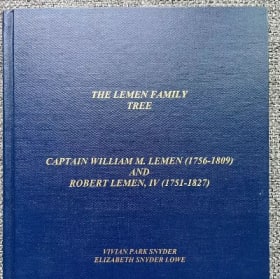 THE LEMEN FAMILY
TREE
CAPTAIN WILLIAM M. LEMEN (1756-1809)
AND
ROBERT LEMEN, IV (1751-1827)
VIVIAN PARK SNYDER
ELIZABETH SNYDER LOWE